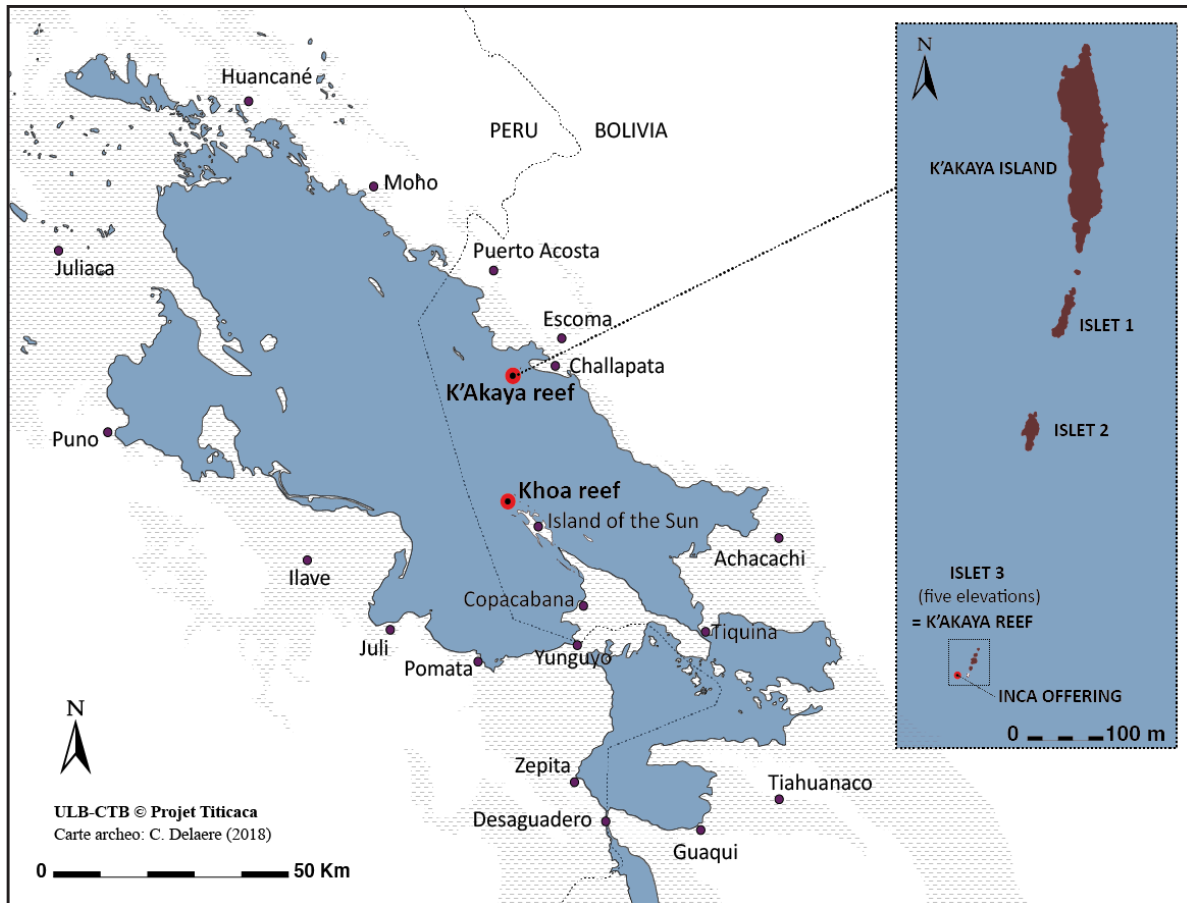 Huancané
PERU
BOLIVIA
Moho
Juliaca
Puerto Acosta
Escoma
Challapata
K'Akaya reef
Puno
Khoa reef
Island of the Sun
Achacachi
Ilave
Copacabana
Tiquina
Juli
Yunguyo
Pomata
N
Zepita
Tiahuanaco
Desaguadero
Guaqui
ULB-CTB © Projet Titicaca
Carte archeo: C. Delaere (2018)
0 50 Km
N
K'AKAYA ISLAND
ISLET 1
ISLET 2
ISLET 3
(five elevations)
= K'AKAYA REEF
INCA OFFERING
0 100 m